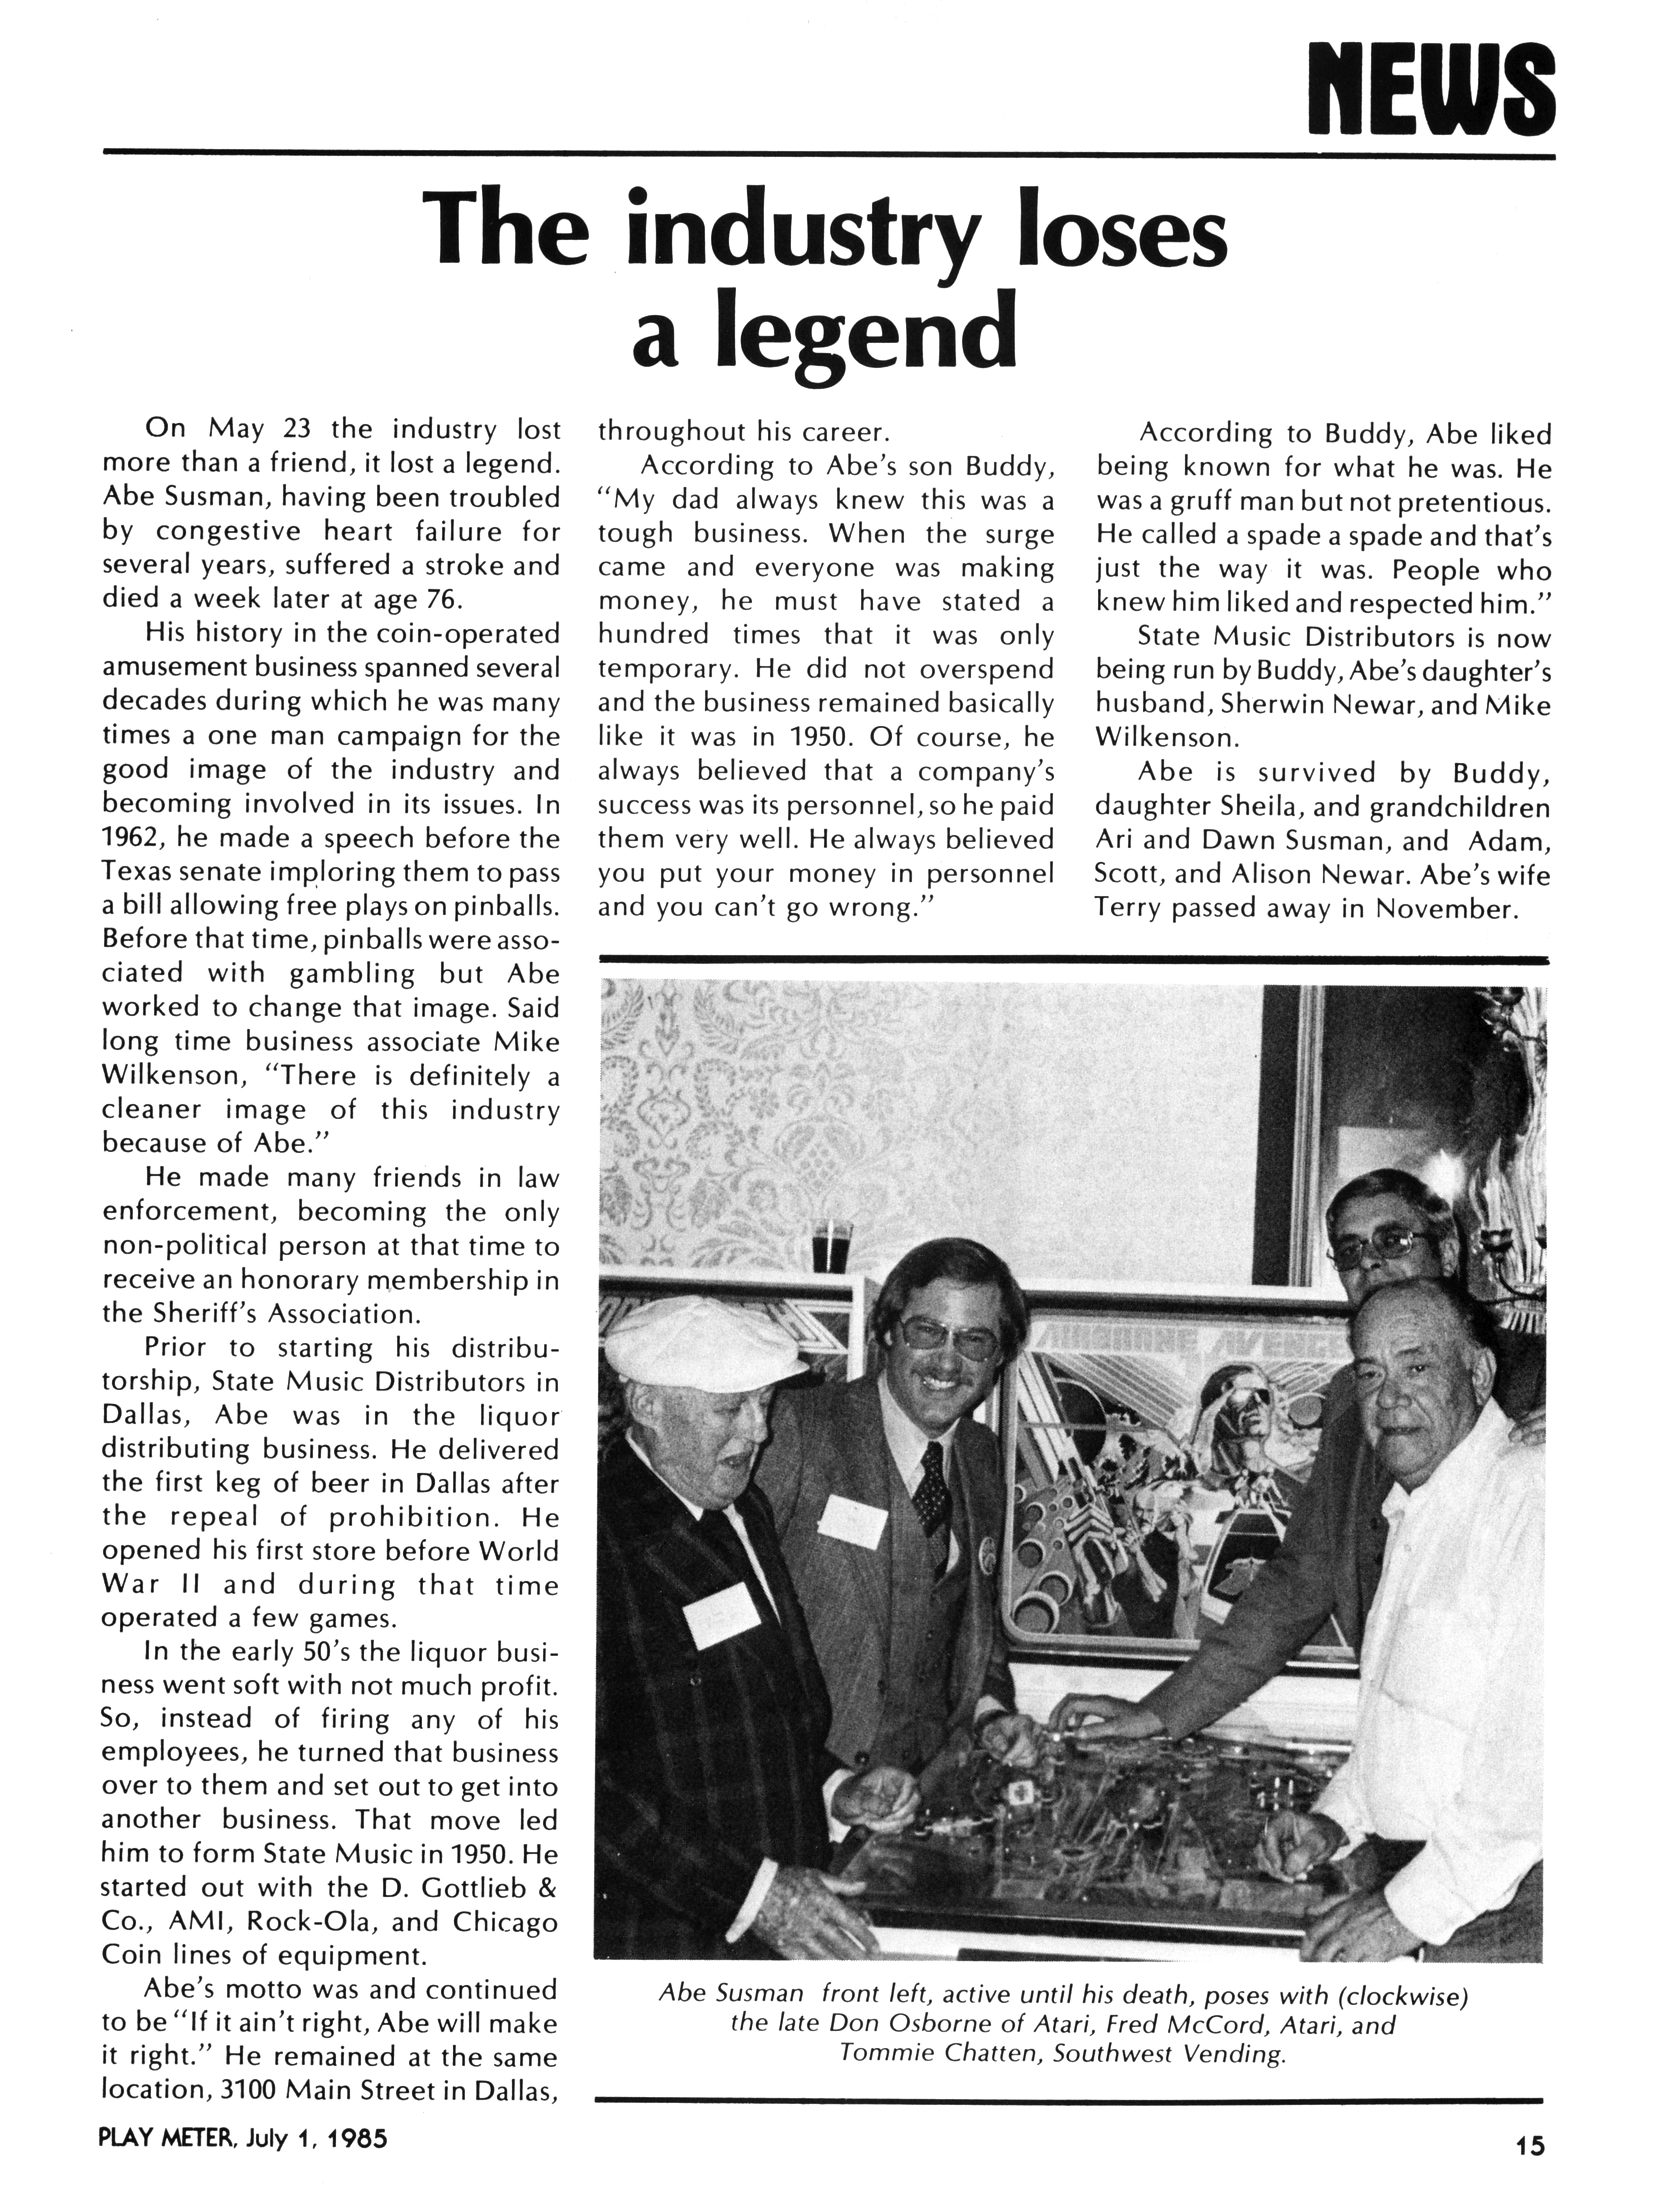 NEWS
The industry loses
a legend
On May 23 the industry lost
more than a friend, it lost a legend.
Abe Susman, having been troubled
by congestive heart failure for
several years, suffered a stroke and
died a week later at age 76.
His history in the coin-operated
amusement business spanned several
decades during which he was many
times a one man campaign for the
good image of the industry and
becoming involved in its issues. In
1962, he made a speech before the
Texas senate imploring them to pass
a bill allowing free plays on pinballs.
Before that time, pinballs were asso-
ciated with gambling but Abe
worked to change that image. Said
long time business associate Mike
Wilkenson, "There is definitely a
cleaner image of this industry
because of Abe."
He made many friends in law
enforcement, becoming the only
non-political person at that time to
receive an honorary membership in
the Sheriff's Association.
Prior to starting his distribu-
torship, State Music Distributors in
Dallas, Abe was in the liquor
distributing business. He delivered
the first keg of beer in Dallas after
the repeal of prohibition. He
opened his first store before World
War II and during that time
operated a few games.
In the early 50's the liquor busi-
ness went soft with not much profit.
So, instead of firing any of his
employees, he turned that business
over to them and set out to get into
another business. That move led
him to form State Music in 1950. He
started out with the D. Gottlieb &
Co., AMI, Rock-Ola, and Chicago
Coin lines of equipment.
Abe's motto was and continued
to be "If it ain't right, Abe will make
it right." He remained at the same
location, 3100 Main Street in Dallas,
throughout his career.
According to Abe's son Buddy,
"My dad always knew this was a
tough business. When the surge
came and everyone was making
money, he must have stated a
hundred times that it was only
temporary. He did not overspend
and the business remained basically
like it was in 1950. Of course, he
always believed that a company's
success was its personnel, so he paid
them very well. He always believed
you put your money in personnel
and you can't go wrong."
According to Buddy, Abe liked
being known for what he was. He
was a gruff man but not pretentious.
He called a spade a spade and that's
just the way it was. People who
knew him liked and respected him."
State Music Distributors is now
being run by Buddy, Abe's daughter's
husband, Sherwin Newar, and Mike
Wilkenson.
Abe is survived by Buddy,
daughter Sheila, and grandchildren
Ari and Dawn Susman, and Adam,
Scott, and Alison Newar. Abe's wife
Terry passed away in November.
AIRBORNE AVENGE
Abe Susman front left, active until his death, poses with (clockwise)
the late Don Osborne of Atari, Fred McCord, Atari, and
Tommie Chatten, Southwest Vending.
PLAY METER, July 1, 1985
15